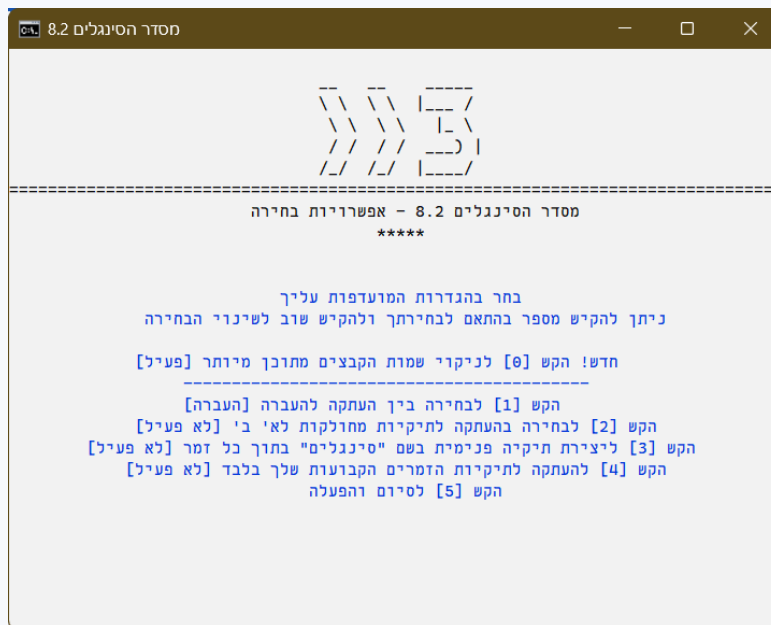 מסדר הסינגלים 8.2
מסדר הסינגלים 8.2 - אפשרויות בחירה
*****
בחר בהגדרות המועדפות עליך
ניתן להקיש מספר בהתאם לבחירתך ולהקיש שוב לשינוי הבחירה
חדש! הקש [0] לניקוי שמות הקבצים מתוכן מיותר [פעיל]
הקש [1] לבחירה בין העתקה להעברה [העברה]
הקש [2] לבחירה בהעתקה לתיקיות מחולקות לא' ב' [לא פעיל]
הקש [3] ליצירת תיקיה פנימית בשם "סינגלים" בתוך כל זמר [לא פעיל]
הקש [4] להעתקה לתיקיות הזמרים הקבועות שלך בלבד [לא פעיל]
הקש [5] לסיום והפעלה